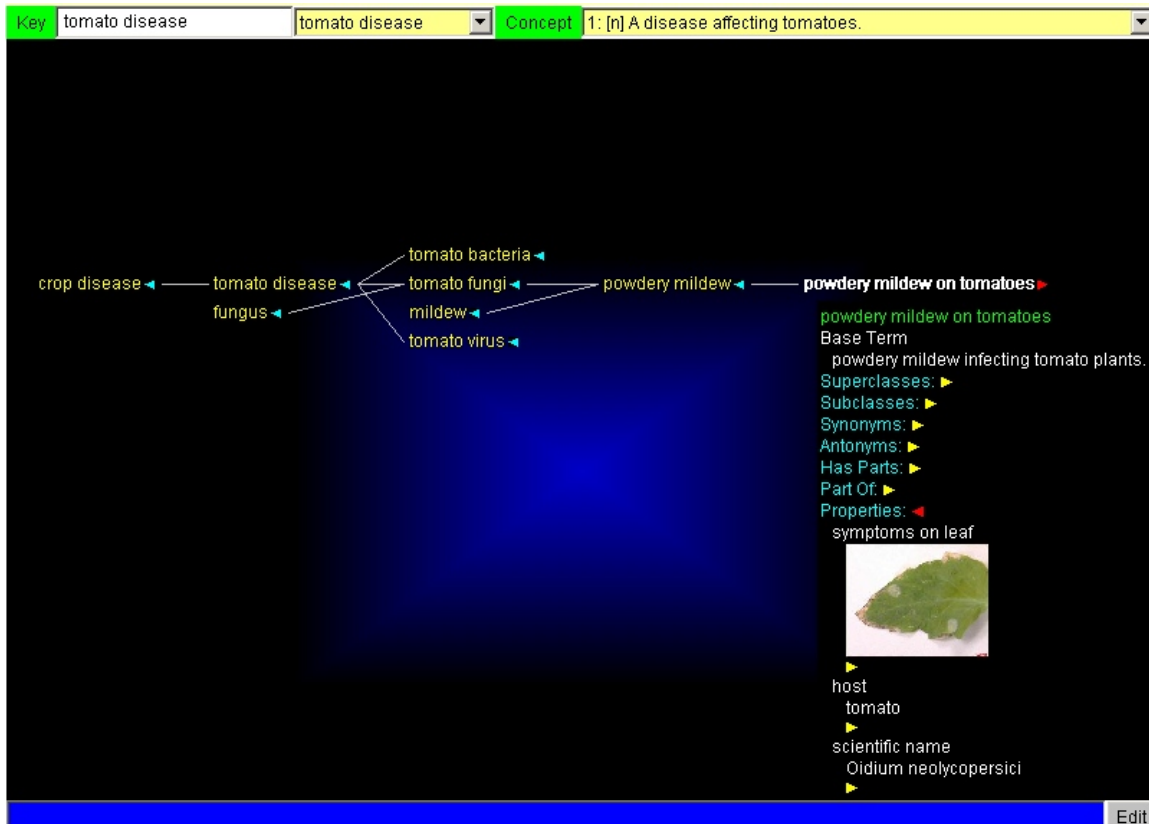 Key tomato disease tomato disease Concept 1: [n] A disease affecting tomatoes.
tomato bacteria
crop disease tomato disease tomato fungi powdery mildew powdery mildew on tomatoes
fungus mildew
tomato virus
powdery mildew on tomatoes
Base Term
powdery mildew infecting tomato plants.
Superclasses:
Subclasses:
Synonyms:
Antonyms:
Has Parts:
Part Of:
Properties:
symptoms on leaf
host
tomato
scientific name
Oidium neolycopersici
Edit